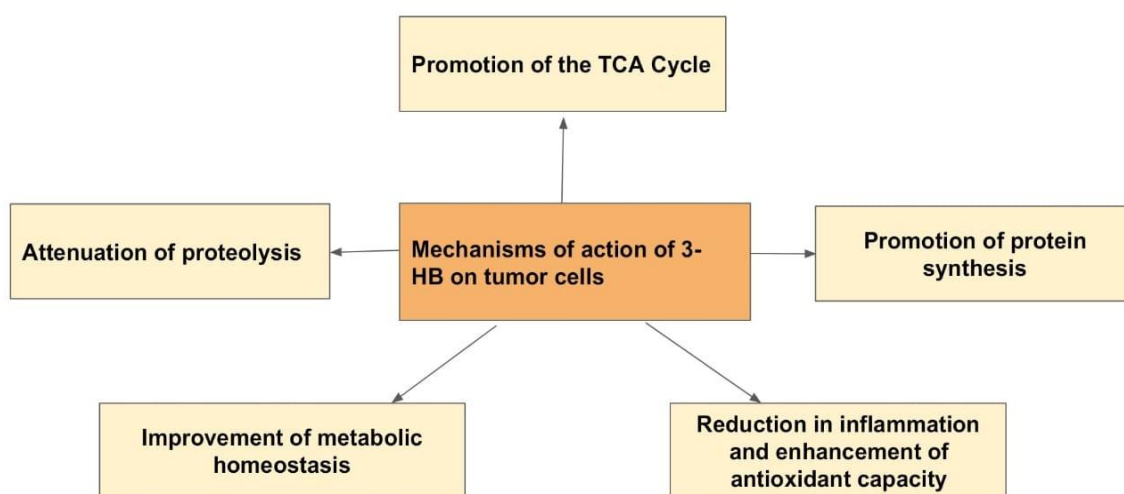 Promotion of the TCA Cycle
Attenuation of proteolysis
Mechanisms of action of 3-
HB on tumor cells
Promotion of protein
synthesis
Improvement of metabolic
homeostasis
Reduction in inflammation
and enhancement of
antioxidant capacity